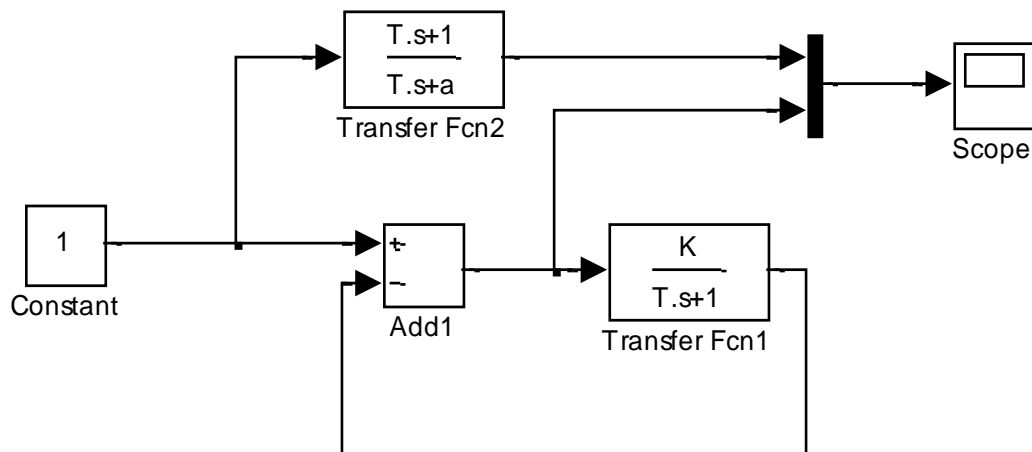 T.s+1
T.s+a
Transfer Fcn2
Scope
1
Constant
+
−
Add1
K
T.s+1
Transfer Fcn1